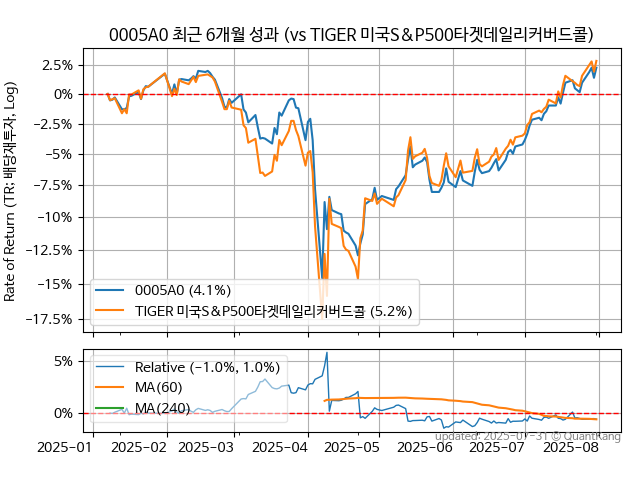 0005A0 최근 6개월 성과 (vs TIGER 미국S&P500타겟데일리커버드콜)
Rate of Return (TR: 배당재투자, Log)
2.5%
0%
−2.5%
−5%
−7.5%
−10%
−12.5%
−15%
−17.5%
0005A0 (4.1%)
TIGER 미국S&P500타겟데일리커버드콜 (5.2%)
5%
0%
Relative (−1.0%, 1.0%)
MA(60)
MA(240)
updated: 2025-07-31 © QuantKang
2025-01 2025-02 2025-03 2025-04 2025-05 2025-06 2025-07 2025-08